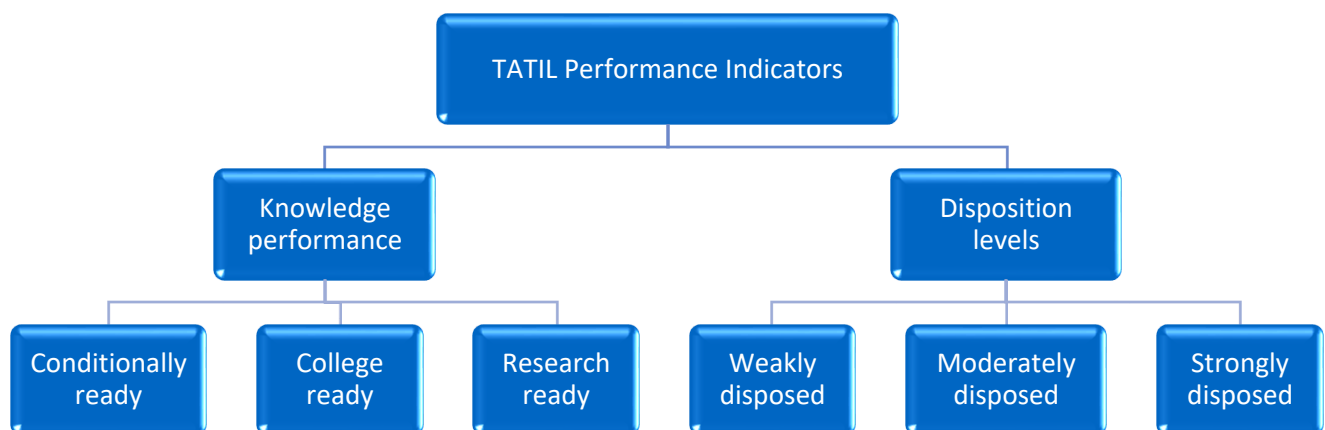 TATIL Performance Indicators
Knowledge
performance
Disposition
levels
Conditionally
ready
College
ready
Research
ready
Weakly
disposed
Moderately
disposed
Strongly
disposed